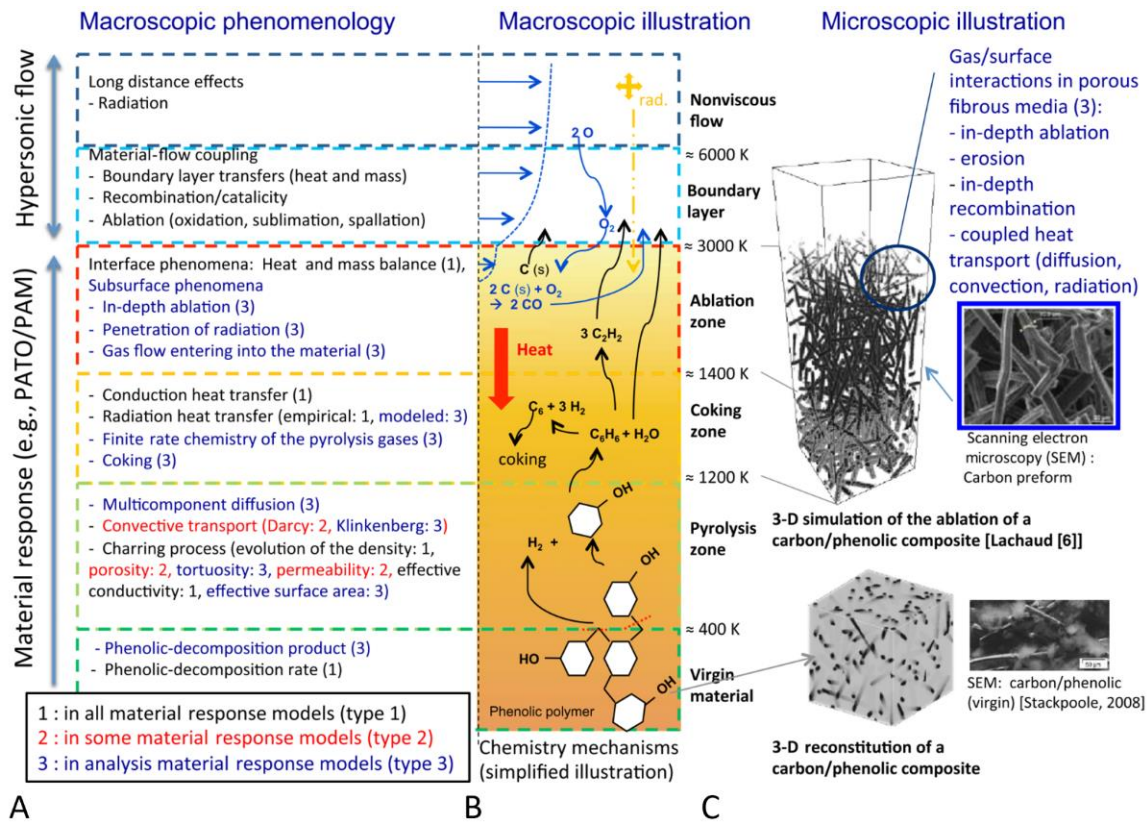 Macroscopic phenomenology
Hypersonic flow
Material response (e.g., PATO/PAMI)
Long distance effects
- Radiation
Material-flow coupling
- Boundary layer transfers (heat and mass)
- Recombination/catalicity
- Ablation (oxidation, sublimation, spallation)
Interface phenomena: Heat and mass balance (1),
Subsurface phenomena
- In-depth ablation (3)
- Penetration of radiation (3)
- Gas flow entering into the material (3)
- Conduction heat transfer (1)
- Radiation heat transfer (empirical: 1, modeled: 3)
- Finite rate chemistry of the pyrolysis gases (3)
- Coking (3)
- Multicomponent diffusion (3)
- Convective transport (Darcy: 2, Klinkenberg: 3)
- Charring process (evolution of the density: 1,
porosity: 2, tortuosity: 3, permeability: 2, effective
conductivity: 1, effective surface area: 3)
- Phenolic-decomposition product (3)
- Phenolic-decomposition rate (1)
1 : in all material response models (type 1)
2 : in some material response models (type 2)
3 : in analysis material response models (type 3)
A
Macroscopic illustration
rad.
2 O
O₂
C (s)
2 C (s) + O₂
→ 2 CO
3 C₂H₂
Heat
C₆ + 3 H₂
C₆H₆ + H₂O
coking
OH
H₂ +
OH
HO
OH
Phenolic polymer
Nonviscous
flow
≈ 6000 K
Boundary
layer
≈ 3000 K
Ablation
zone
≈ 1400 K
Coking
zone
≈ 1200 K
Pyrolysis
zone
≈ 400 K
Virgin
material
Chemistry mechanisms
(simplified illustration)
B
Microscopic illustration
Gas/surface
interactions in porous
fibrous media (3):
- in-depth ablation
- erosion
- in-depth
recombination
- coupled heat
transport (diffusion,
convection, radiation)
Scanning electron
microscopy (SEM) :
Carbon preform
3-D simulation of the ablation of a
carbon/phenolic composite [Lachaud [6]]
SEM: carbon/phenolic
(virgin) [Stackpoole, 2008]
3-D reconstitution of a
carbon/phenolic composite
C